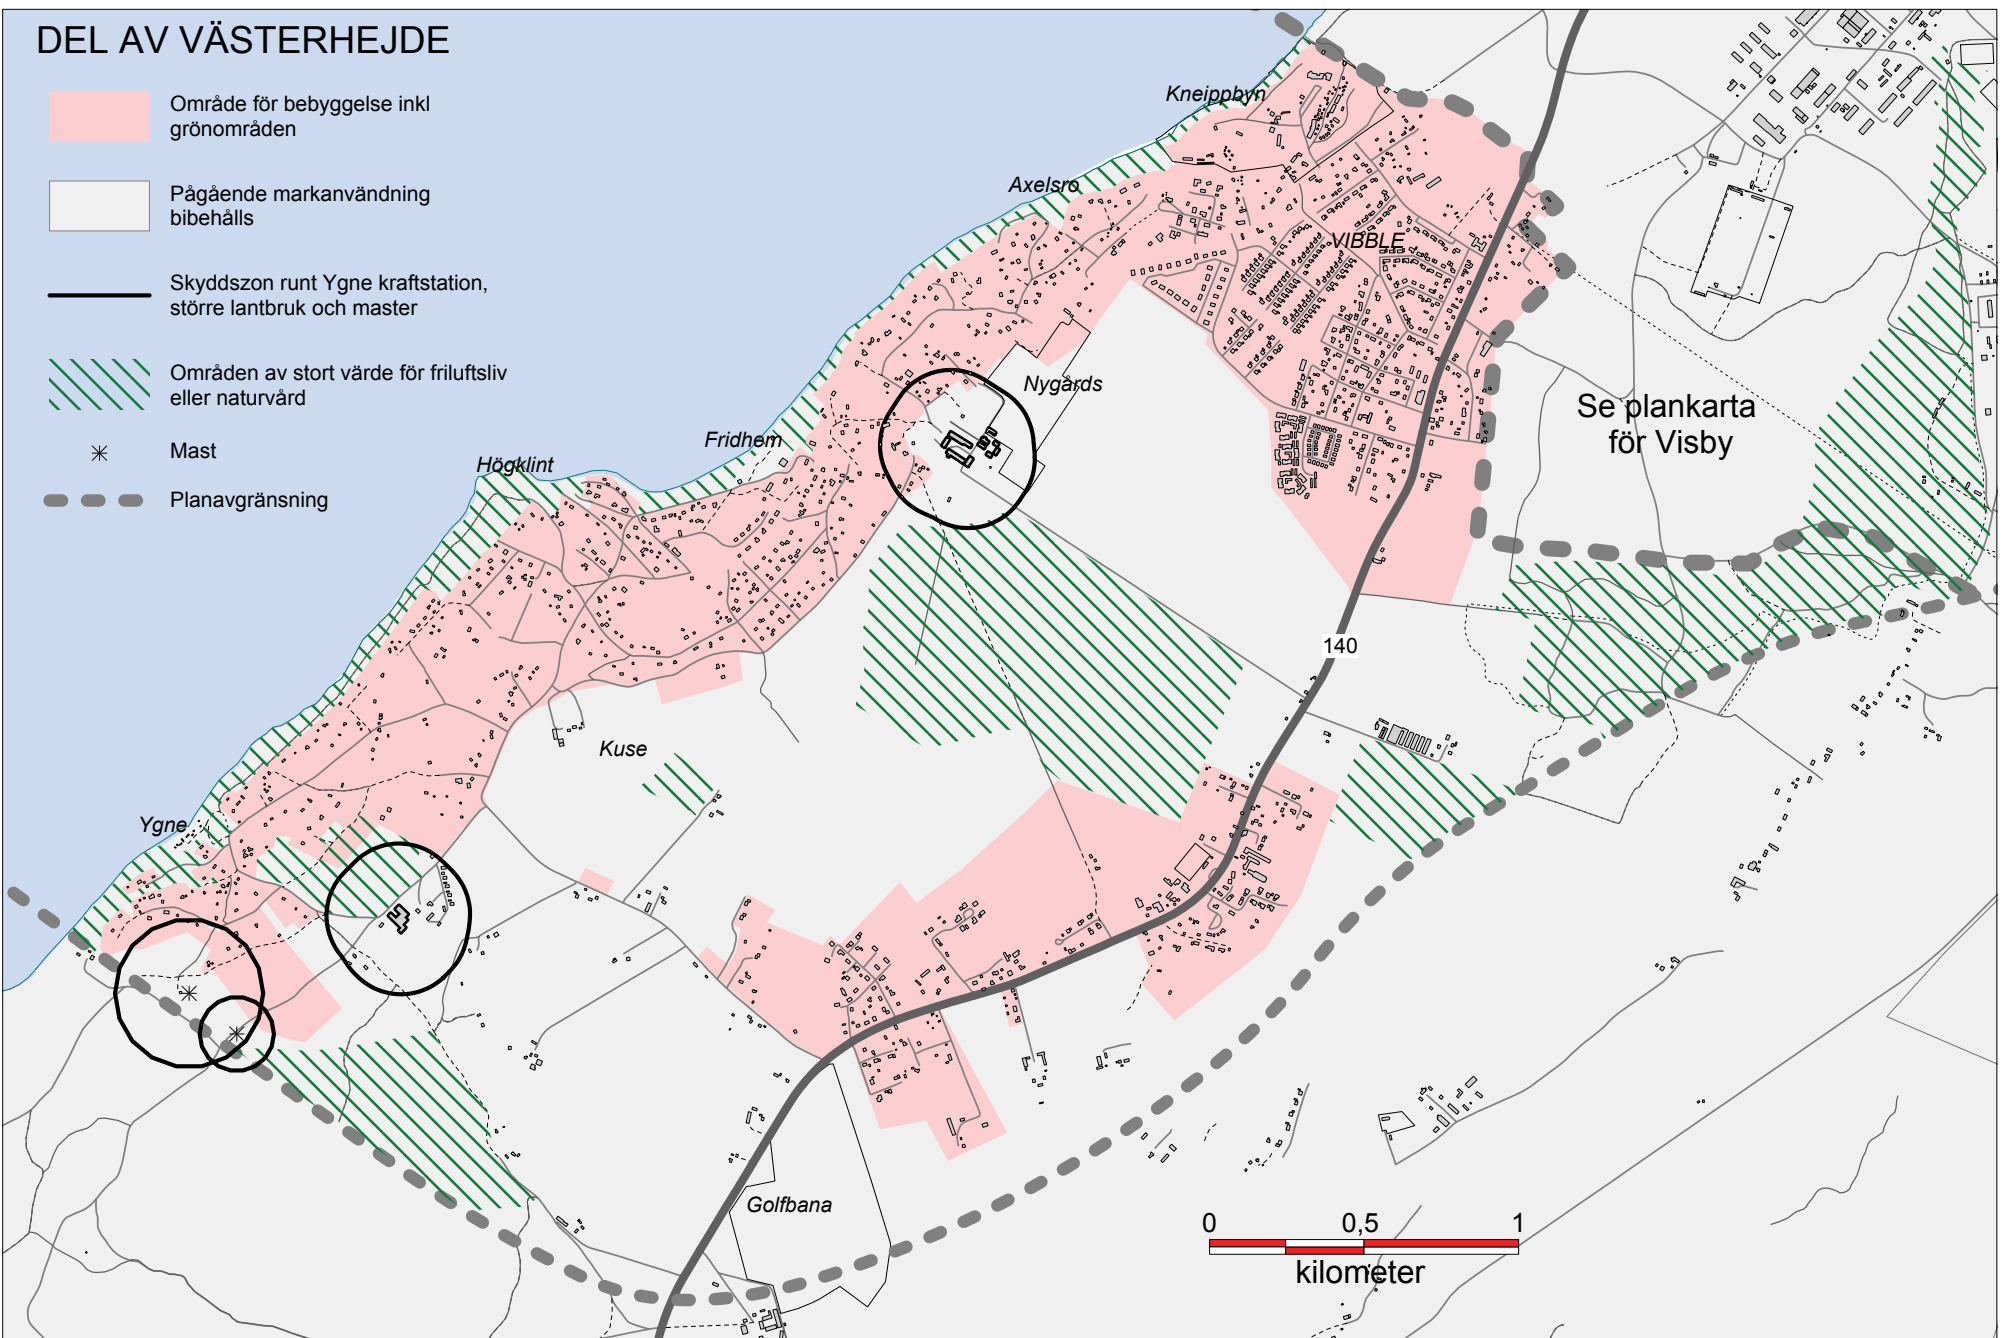 DEL AV VÄSTERHEJDE
Område för bebyggelse inkl
grönområden
Pågående markanvändning
bibehålls
Skyddszon runt Ygne kraftstation,
större lantbruk och master
Områden av stort värde för friluftsliv
eller naturvård
Mast
Planavgränsning
Kneippbyn
Axelsro
VIBBLE
Nygårds
Fridhem
Högklint
Se plankarta
för Visby
140
Kuse
Ygne
Golfbana
0 0,5 1
kilometer